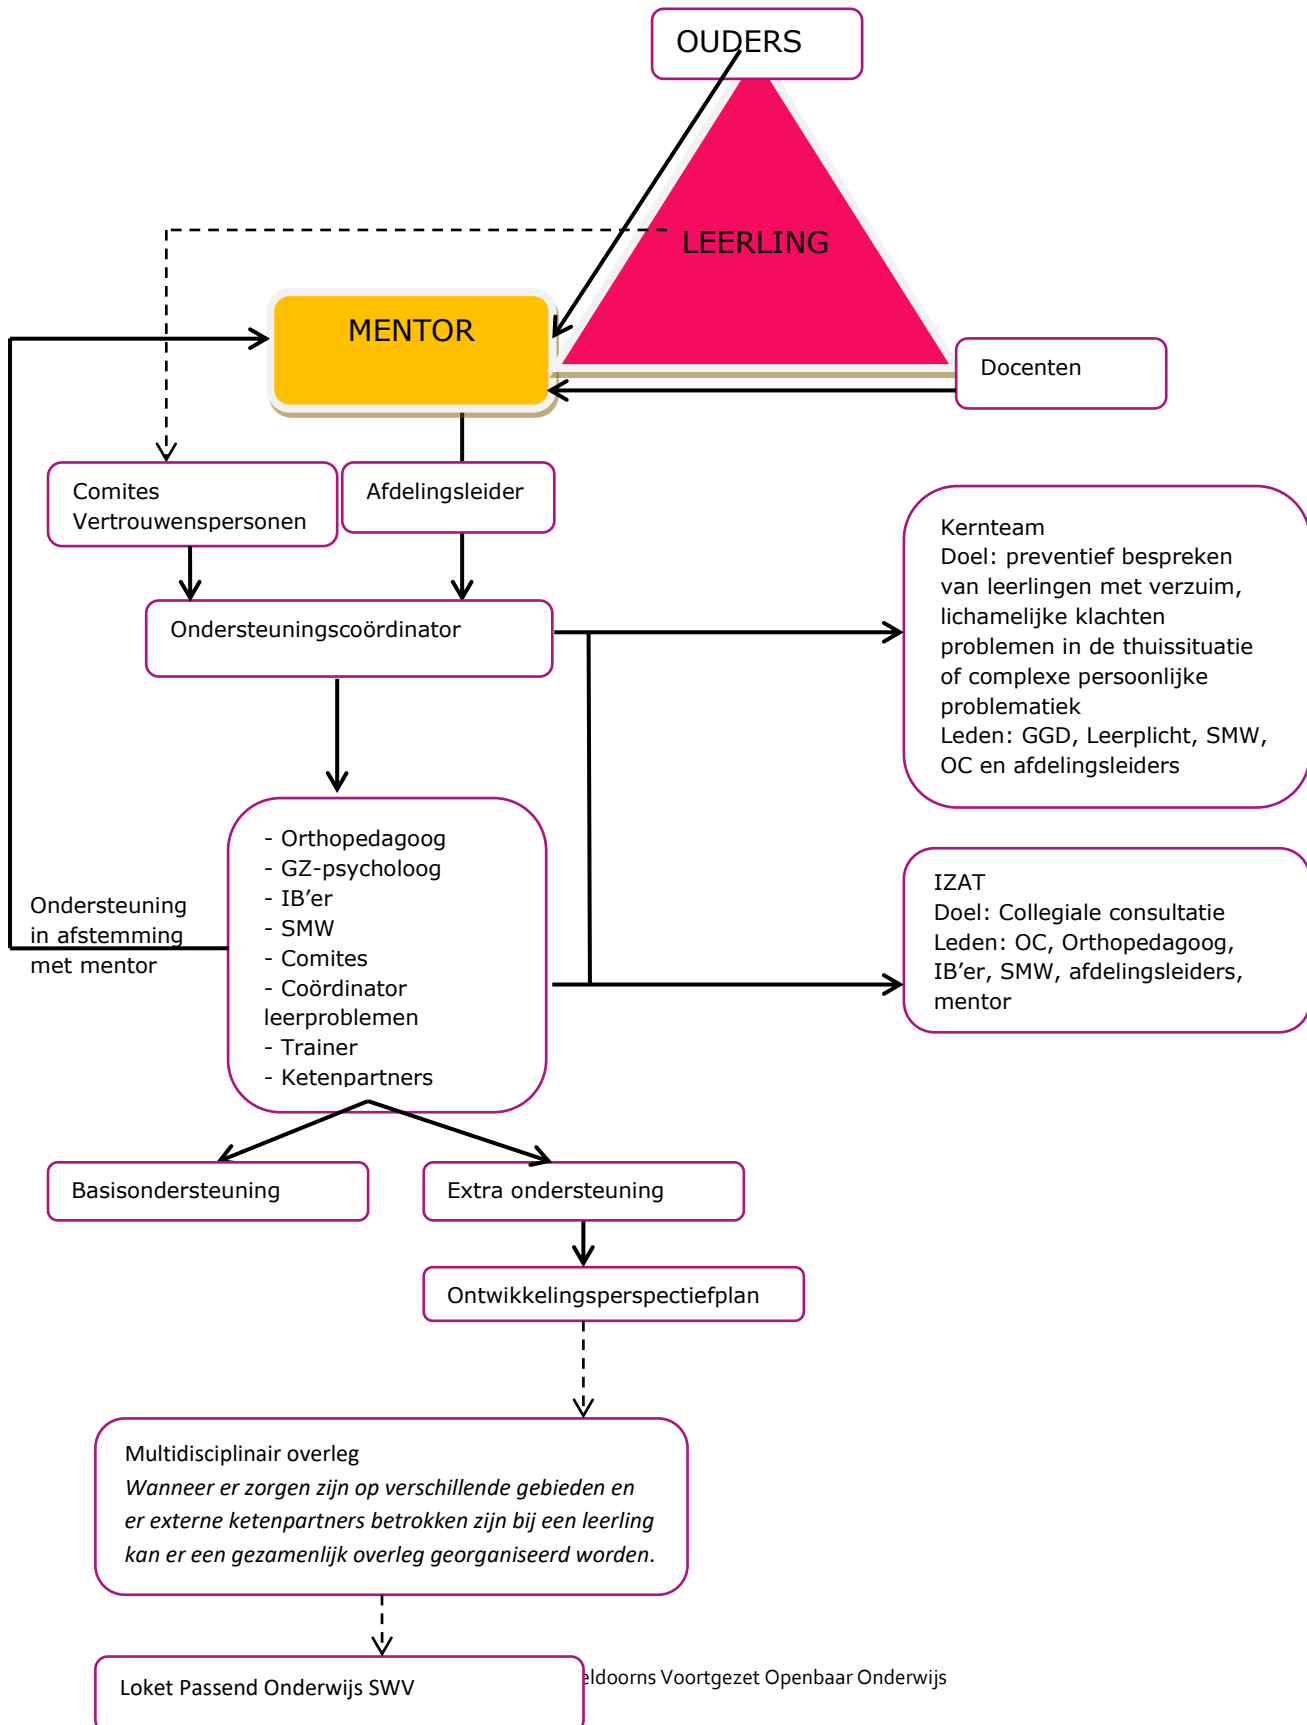 OUDERS
LEERLING
MENTOR
Docenten
Comites
Vertrouwenspersonen
Afdelingsleider
Ondersteuningscoördinator
Kernteam
Doel: preventief bespreken
van leerlingen met verzuim,
lichamelijke klachten
problemen in de thuissituatie
of complexe persoonlijke
problematiek
Leden: GGD, Leerplicht, SMW,
OC en afdelingsleiders
- Orthopedagoog
- GZ-psycholoog
- IB’er
- SMW
- Comites
- Coördinator
leerproblemen
- Trainer
- Ketenpartners
Ondersteuning
in afstemming
met mentor
IZAT
Doel: Collegiale consultatie
Leden: OC, Orthopedagoog,
IB’er, SMW, afdelingsleiders,
mentor
Basisondersteuning
Extra ondersteuning
Ontwikkelingsperspectiefplan
Multidisciplinair overleg
Wanneer er zorgen zijn op verschillende gebieden en
er externe ketenpartners betrokken zijn bij een leerling
kan er een gezamenlijk overleg georganiseerd worden.
Loket Passend Onderwijs SWV
eldoorns Voortgezet Openbaar Onderwijs